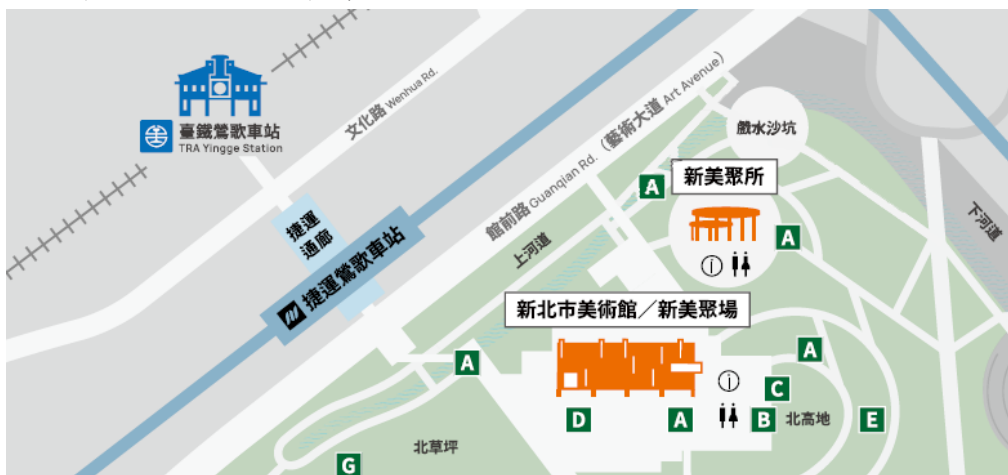 臺鐵鶯歌車站
TRA Yingge Station
文化路 Wenhua Rd.
捷運
通廊
捷運鶯歌車站
館前路 Guanqian Rd.（藝術大道 Art Avenue）
上河道
戲水沙坑
下河道
A
新美聚所
A
新北市美術館／新美聚場
A
A
C
D
A
B
北高地
E
北草坪
G